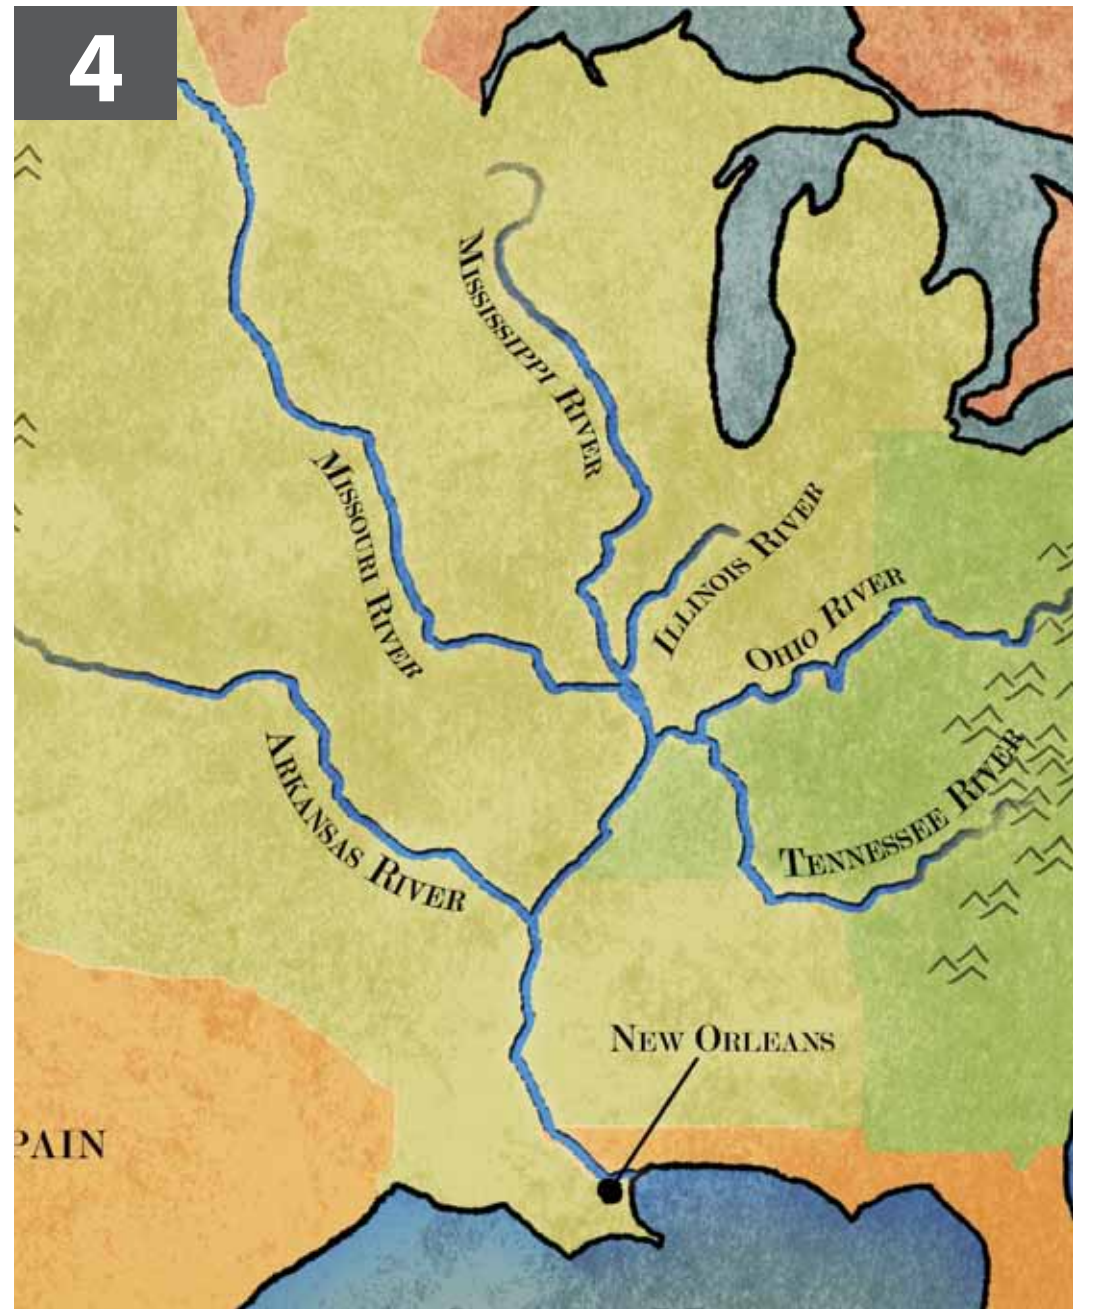 4
Mississippi River
Missouri River
Illinois River
Ohio River
Arkansas River
Tennessee River
New Orleans
PAIN